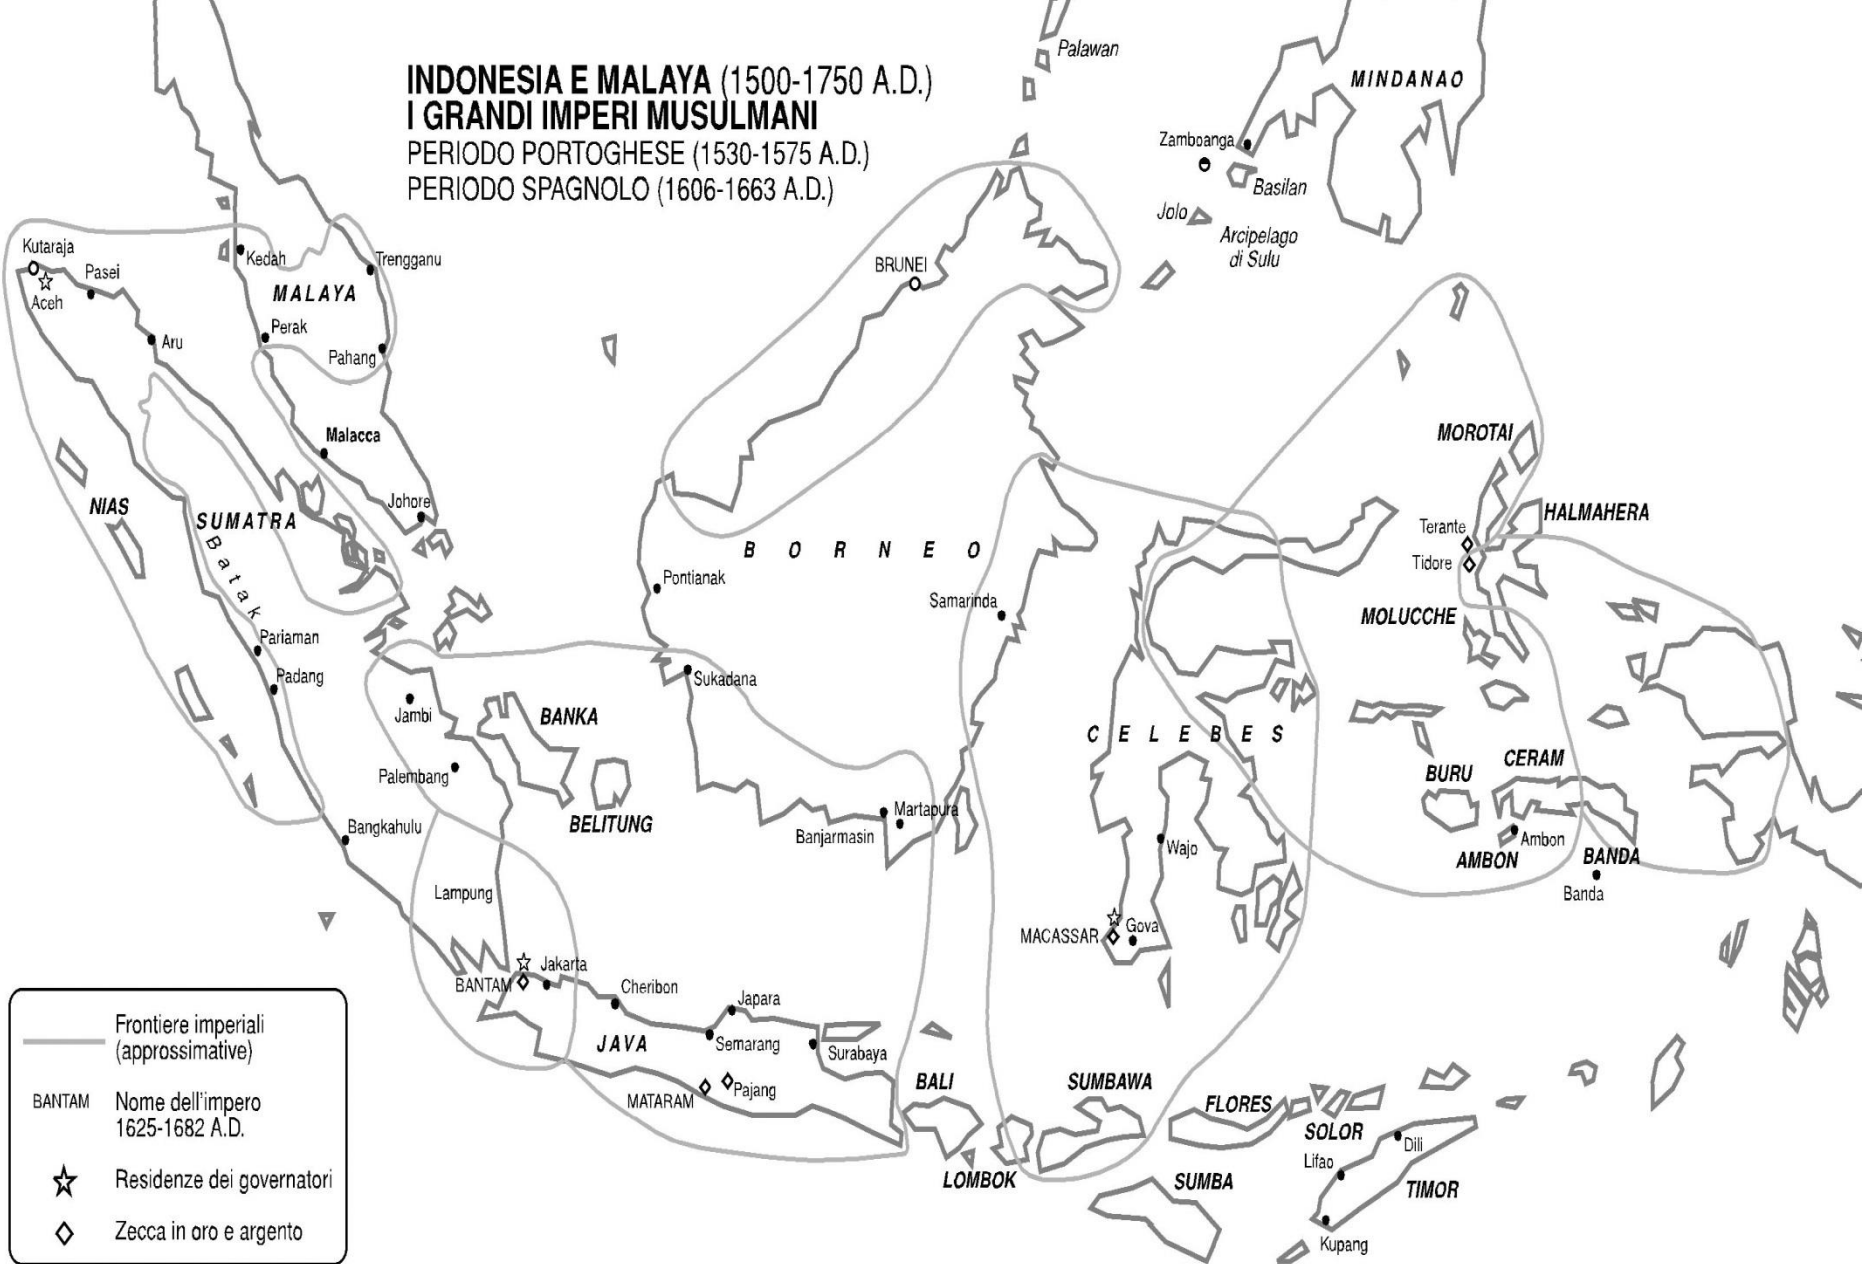 INDONESIA E MALAYA (1500-1750 A.D.)
I GRANDI IMPERI MUSULMANI
PERIODO PORTOGHESE (1530-1575 A.D.)
PERIODO SPAGNOLO (1606-1663 A.D.)
Palawan
MINDANAO
Zamboanga
Basilan
Jolo
Arcipelago
di Sulu
Kutaraja
Aceh
Pasei
Aru
Kedah
Trengganu
MALAYA
Perak
Pahang
Malacca
Johore
BRUNEI
NIAS
SUMATRA
Batak
Pariaman
Padang
BORNEO
Pontianak
Samarinda
Sukadana
MOROTAI
HALMAHERA
Terante
Tidore
MOLUCCHE
Jambi
BANKA
Palembang
BELITUNG
Bangkahulu
Lampung
Martapura
Banjarmasin
CELEBES
Wajo
MACASSAR
Gova
BURU
CERAM
AMBON
Ambon
BANDA
Banda
BANTAM
Jakarta
Cheribon
Japara
JAVA
Semarang
Surabaya
MATARAM
Pajang
BALI
LOMBOK
SUMBAWA
FLORES
SOLOR
SUMBA
Lifao
Dili
TIMOR
Kupang
Frontiere imperiali
(approssimative)
BANTAM
Nome dell'impero
1625-1682 A.D.
Residenze dei governatori
Zecca in oro e argento